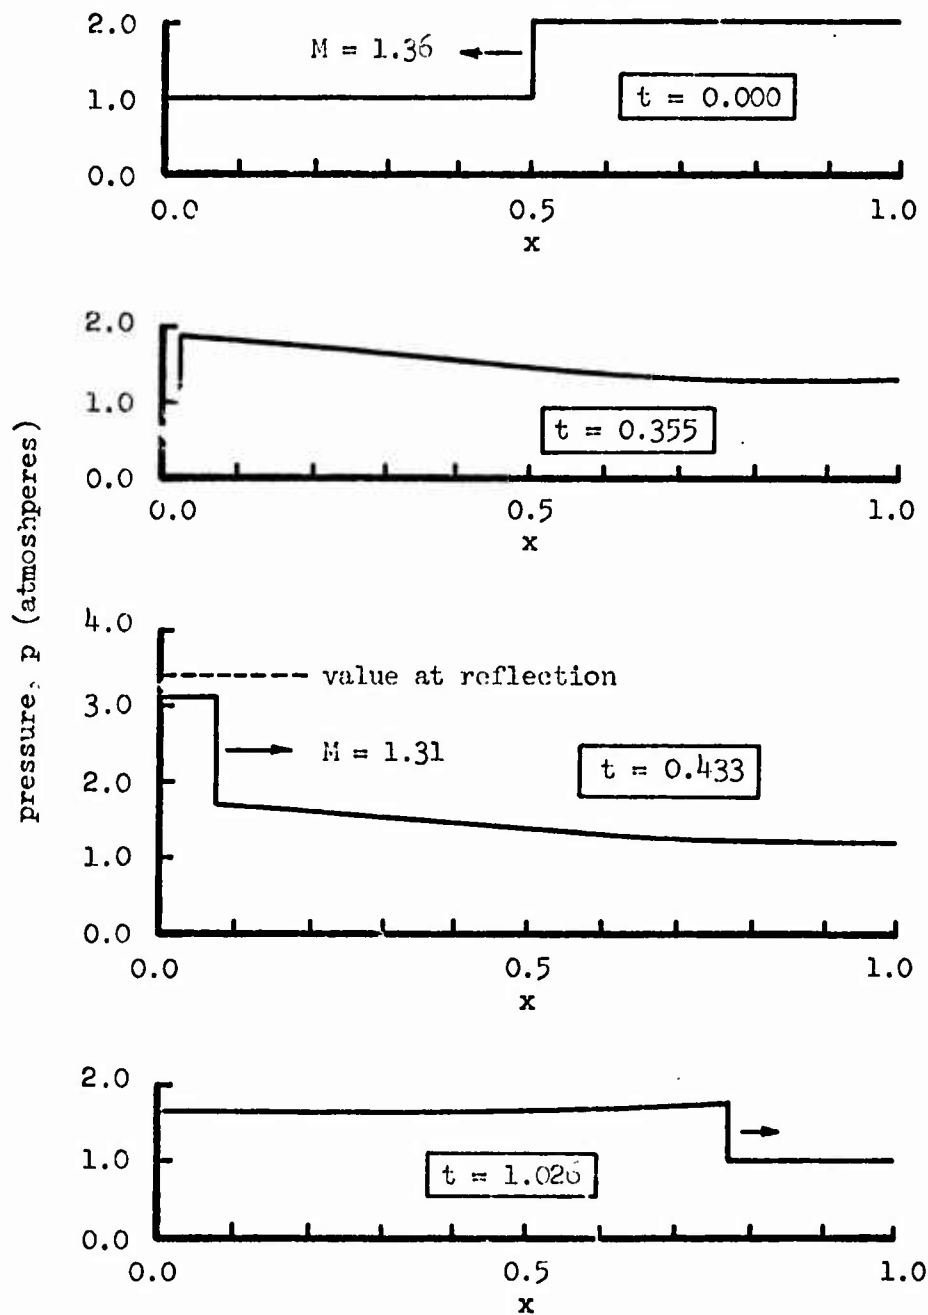 2.0
M = 1.36
1.0
t = 0.000
0.0
0.0 0.5 1.0
x
2.0
1.0
t = 0.355
0.0
0.0 0.5 1.0
x
pressure, p (atmoshperes)
4.0
value at reflection
3.0
M = 1.31
t = 0.433
2.0
1.0
0.0
0.0 0.5 1.0
x
2.0
1.0
t = 1.026
0.0
0.0 0.5 1.0
x